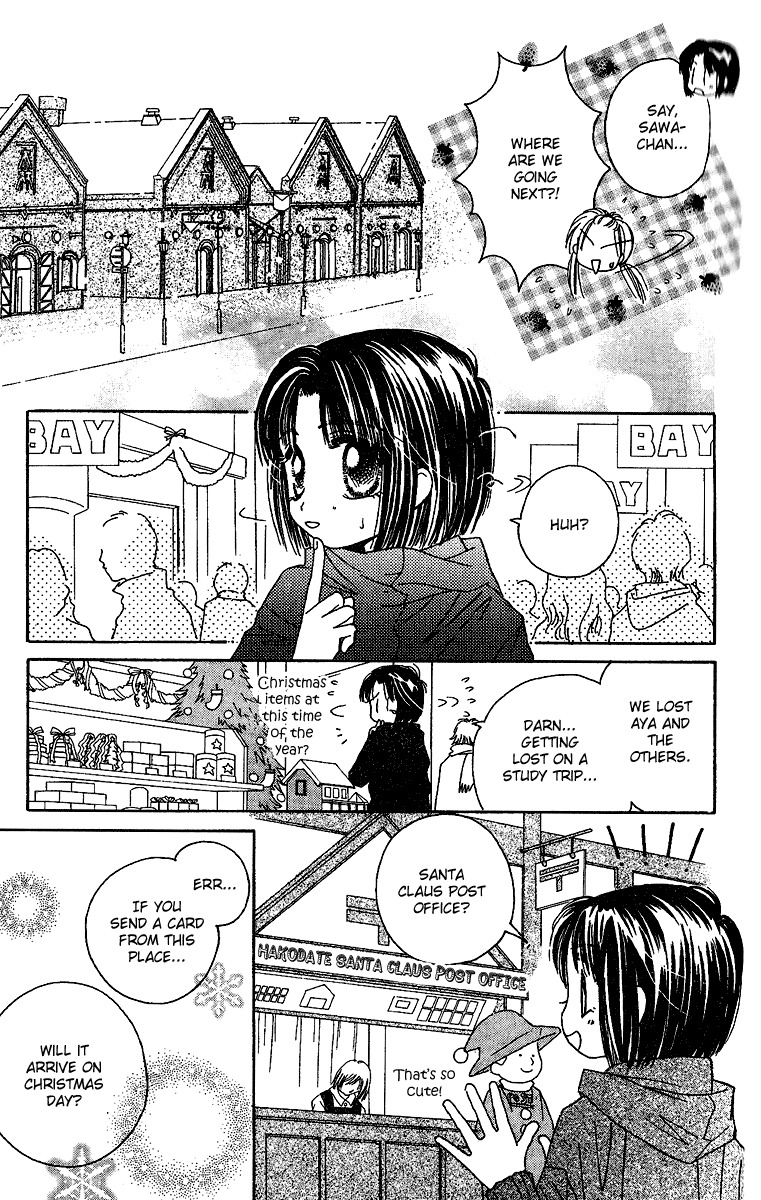 SAY,
SAWA-
CHAN...
WHERE
ARE WE
GOING
NEXT?!
BAY
BAY
AY
HUH?
WE LOST
AYA AND
THE
OTHERS.
DARN...
GETTING
LOST ON A
STUDY TRIP...
Christmas
items at
this time
of the
year?
SANTA
CLAUS POST
OFFICE?
HAKODATE SANTA CLAUS POST OFFICE
That's so
cute!
ERR...
IF YOU
SEND A CARD
FROM THIS
PLACE...
WILL IT
ARRIVE ON
CHRISTMAS
DAY?